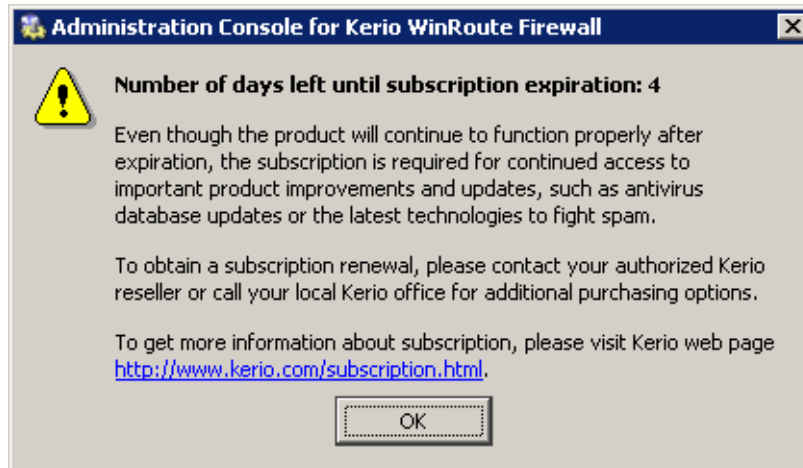 Administration Console for Kerio WinRoute Firewall
Number of days left until subscription expiration: 4
Even though the product will continue to function properly after
expiration, the subscription is required for continued access to
important product improvements and updates, such as antivirus
database updates or the latest technologies to fight spam.
To obtain a subscription renewal, please contact your authorized Kerio
reseller or call your local Kerio office for additional purchasing options.
To get more information about subscription, please visit Kerio web page
http://www.kerio.com/subscription.html.
OK